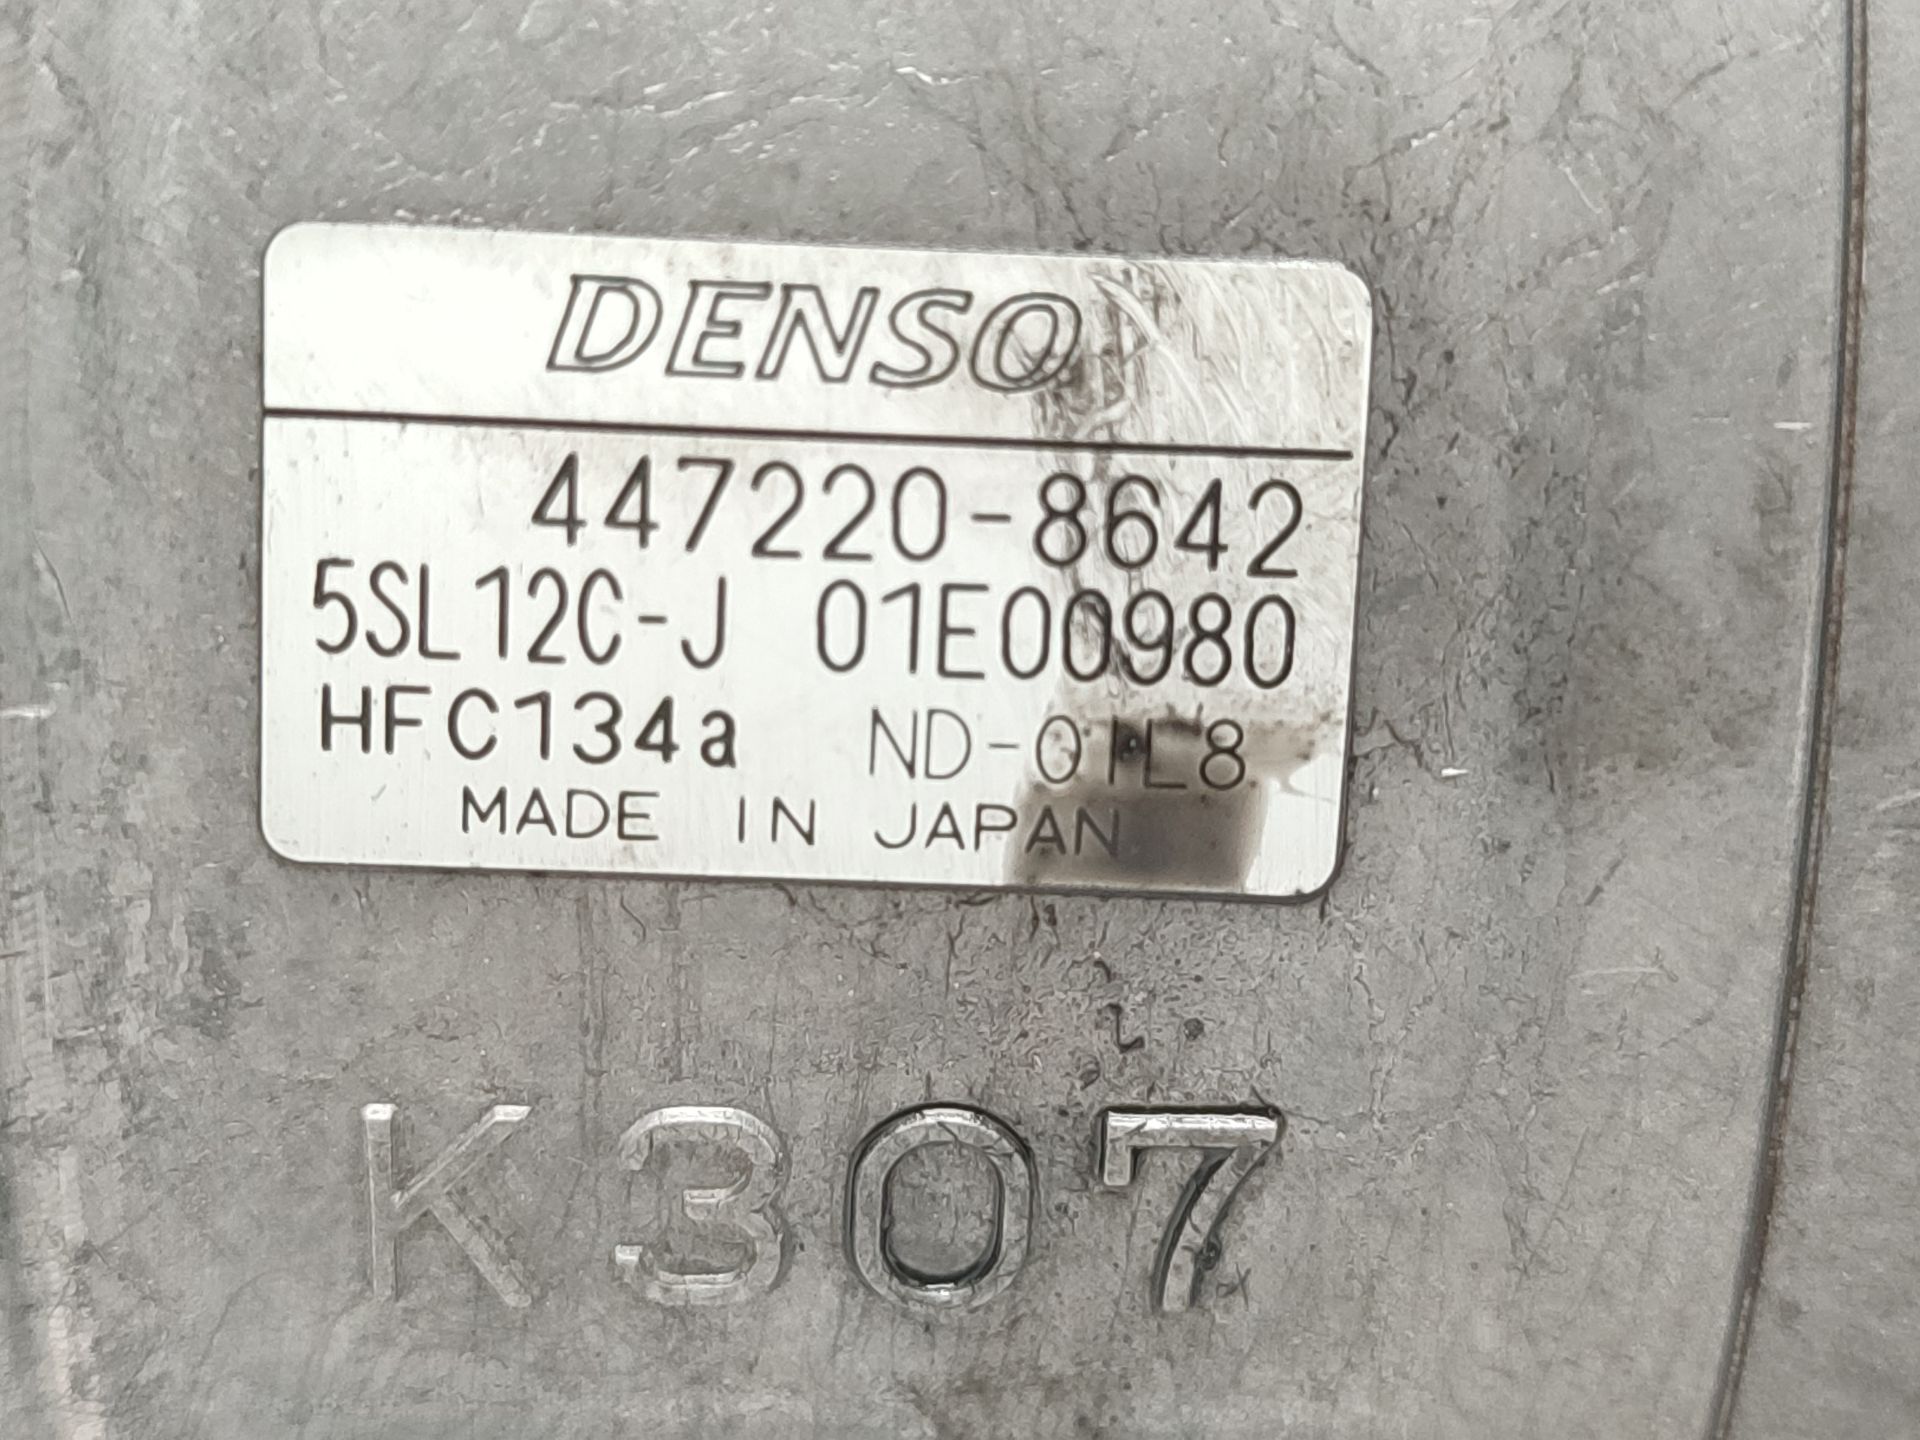 DENSO
447220-8642
5SL12C-J 01E00980
HFC134a ND-OIL8
MADE IN JAPAN
K307